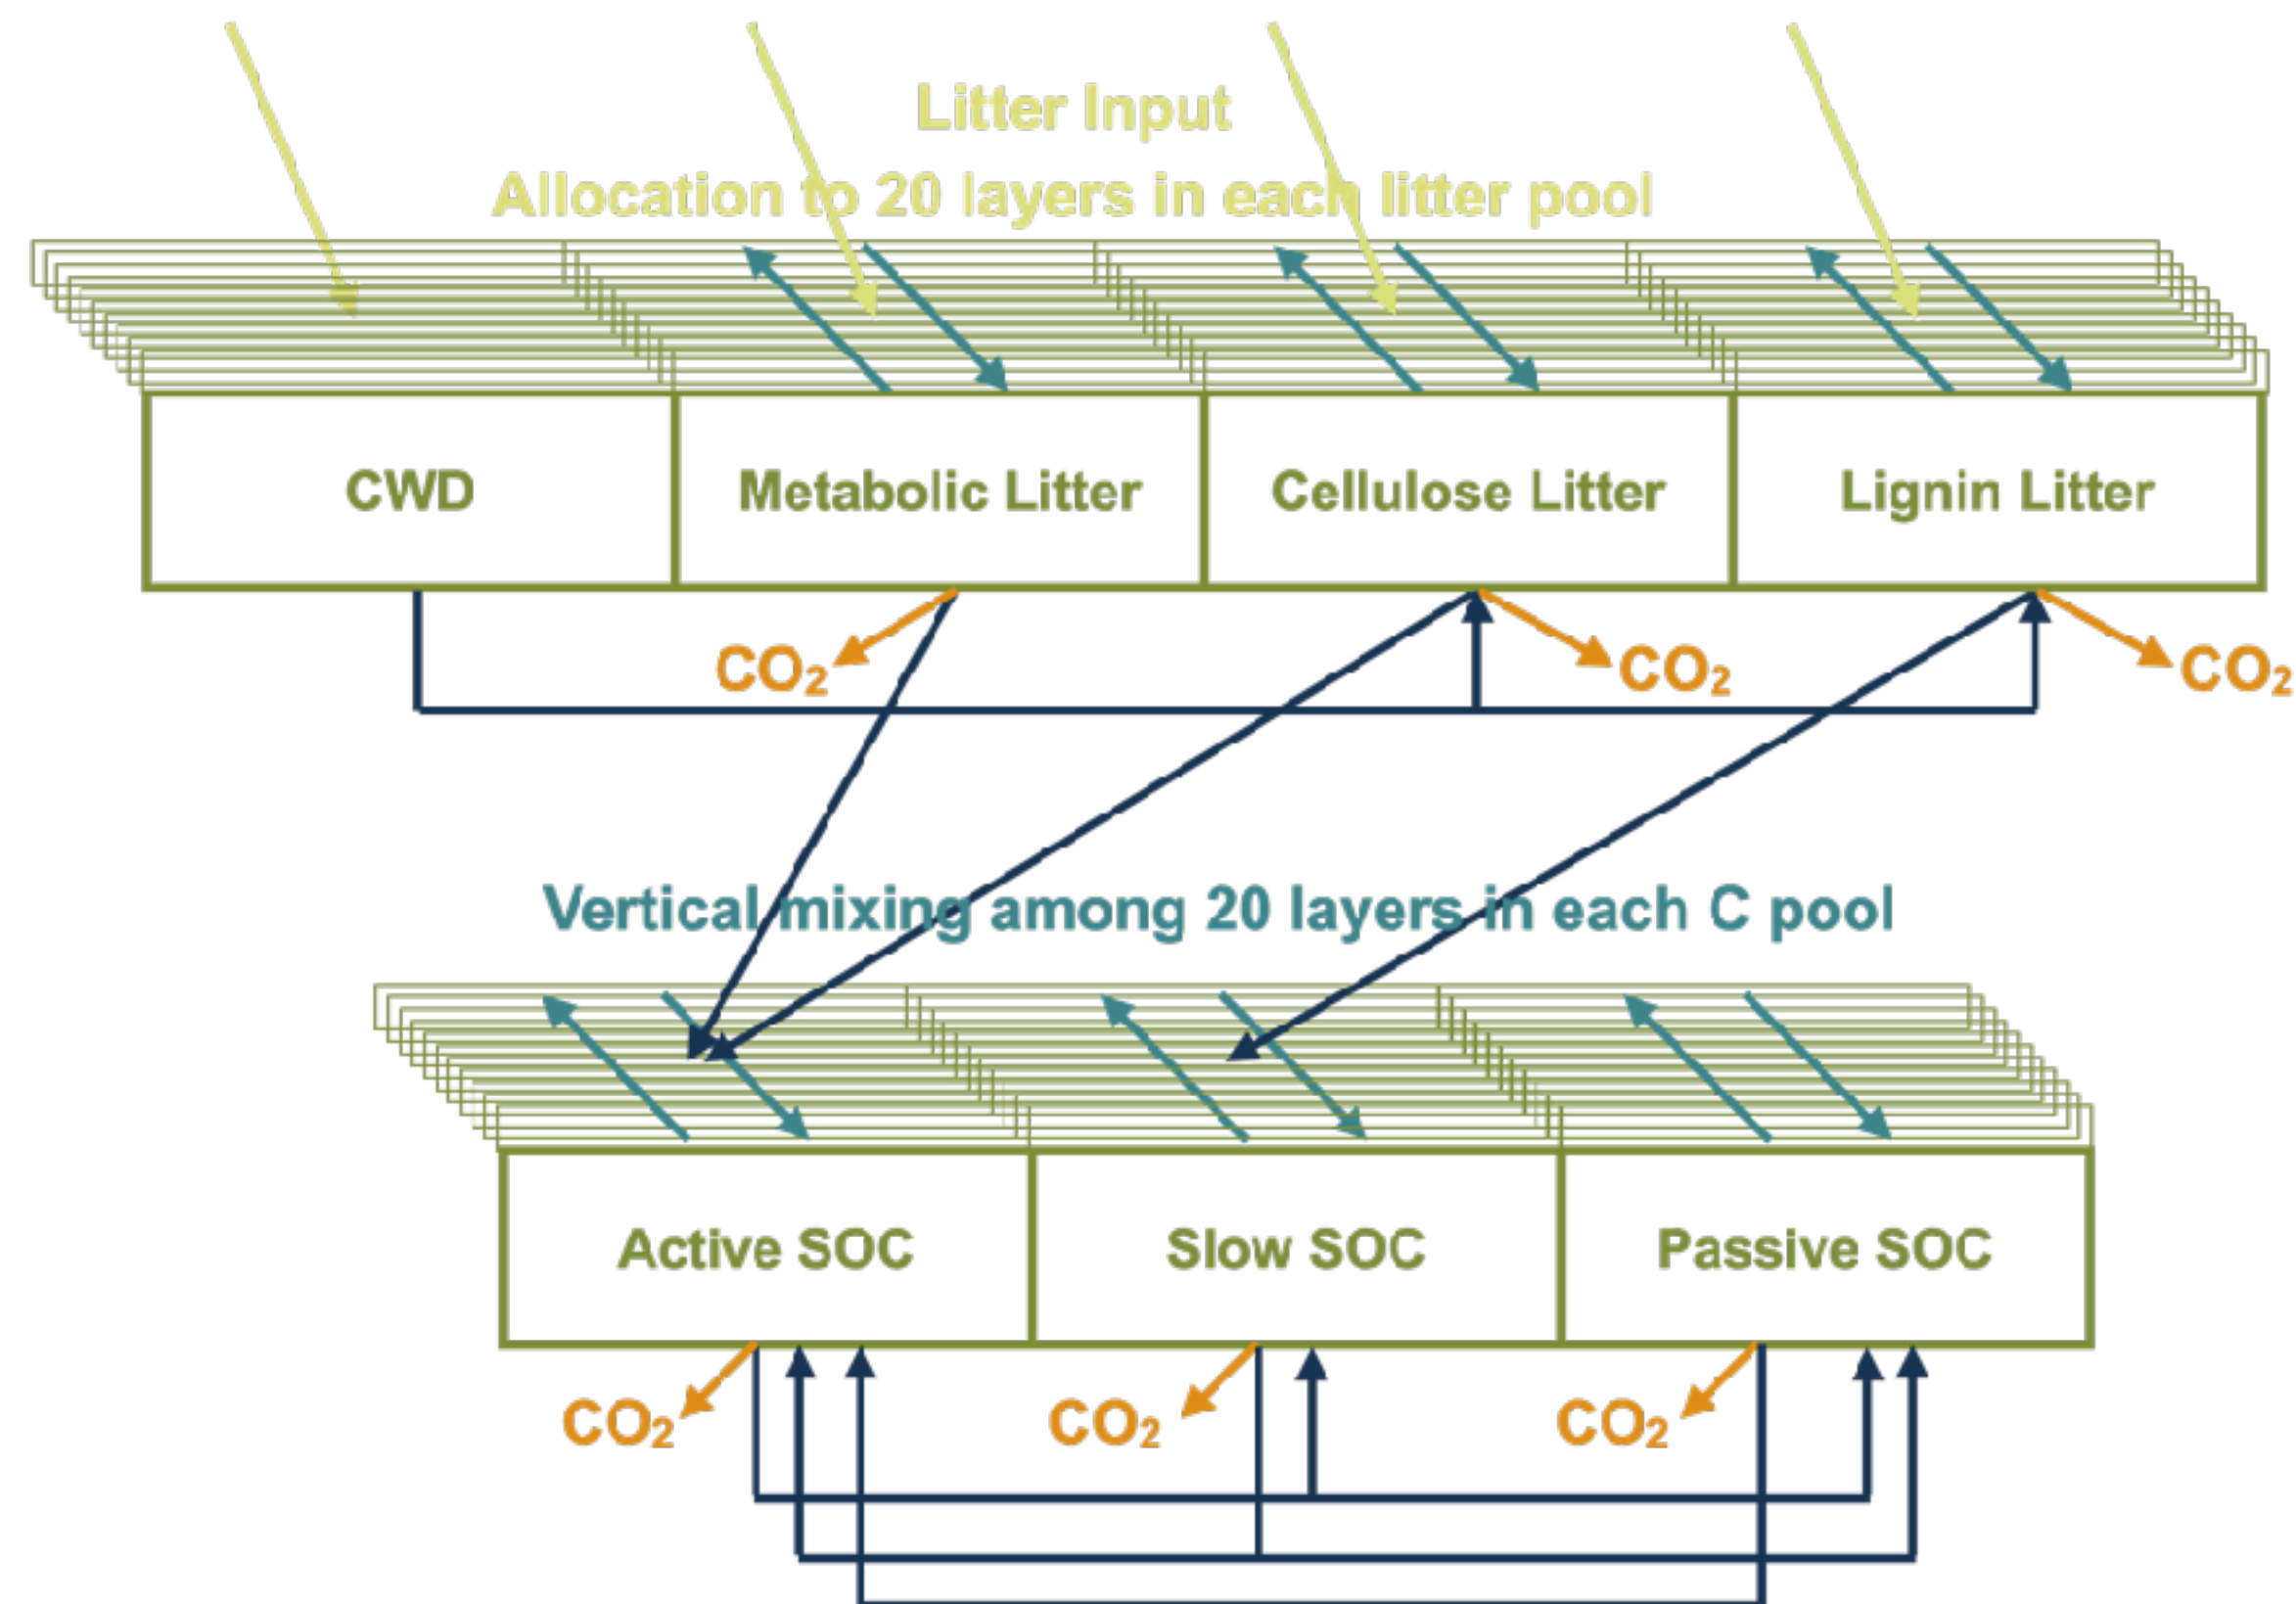 Litter Input
Allocation to 20 layers in each litter pool
CWD
Metabolic Litter
Cellulose Litter
Lignin Litter
CO₂
CO₂
CO₂
Vertical mixing among 20 layers in each C pool
Active SOC
Slow SOC
Passive SOC
CO₂
CO₂
CO₂